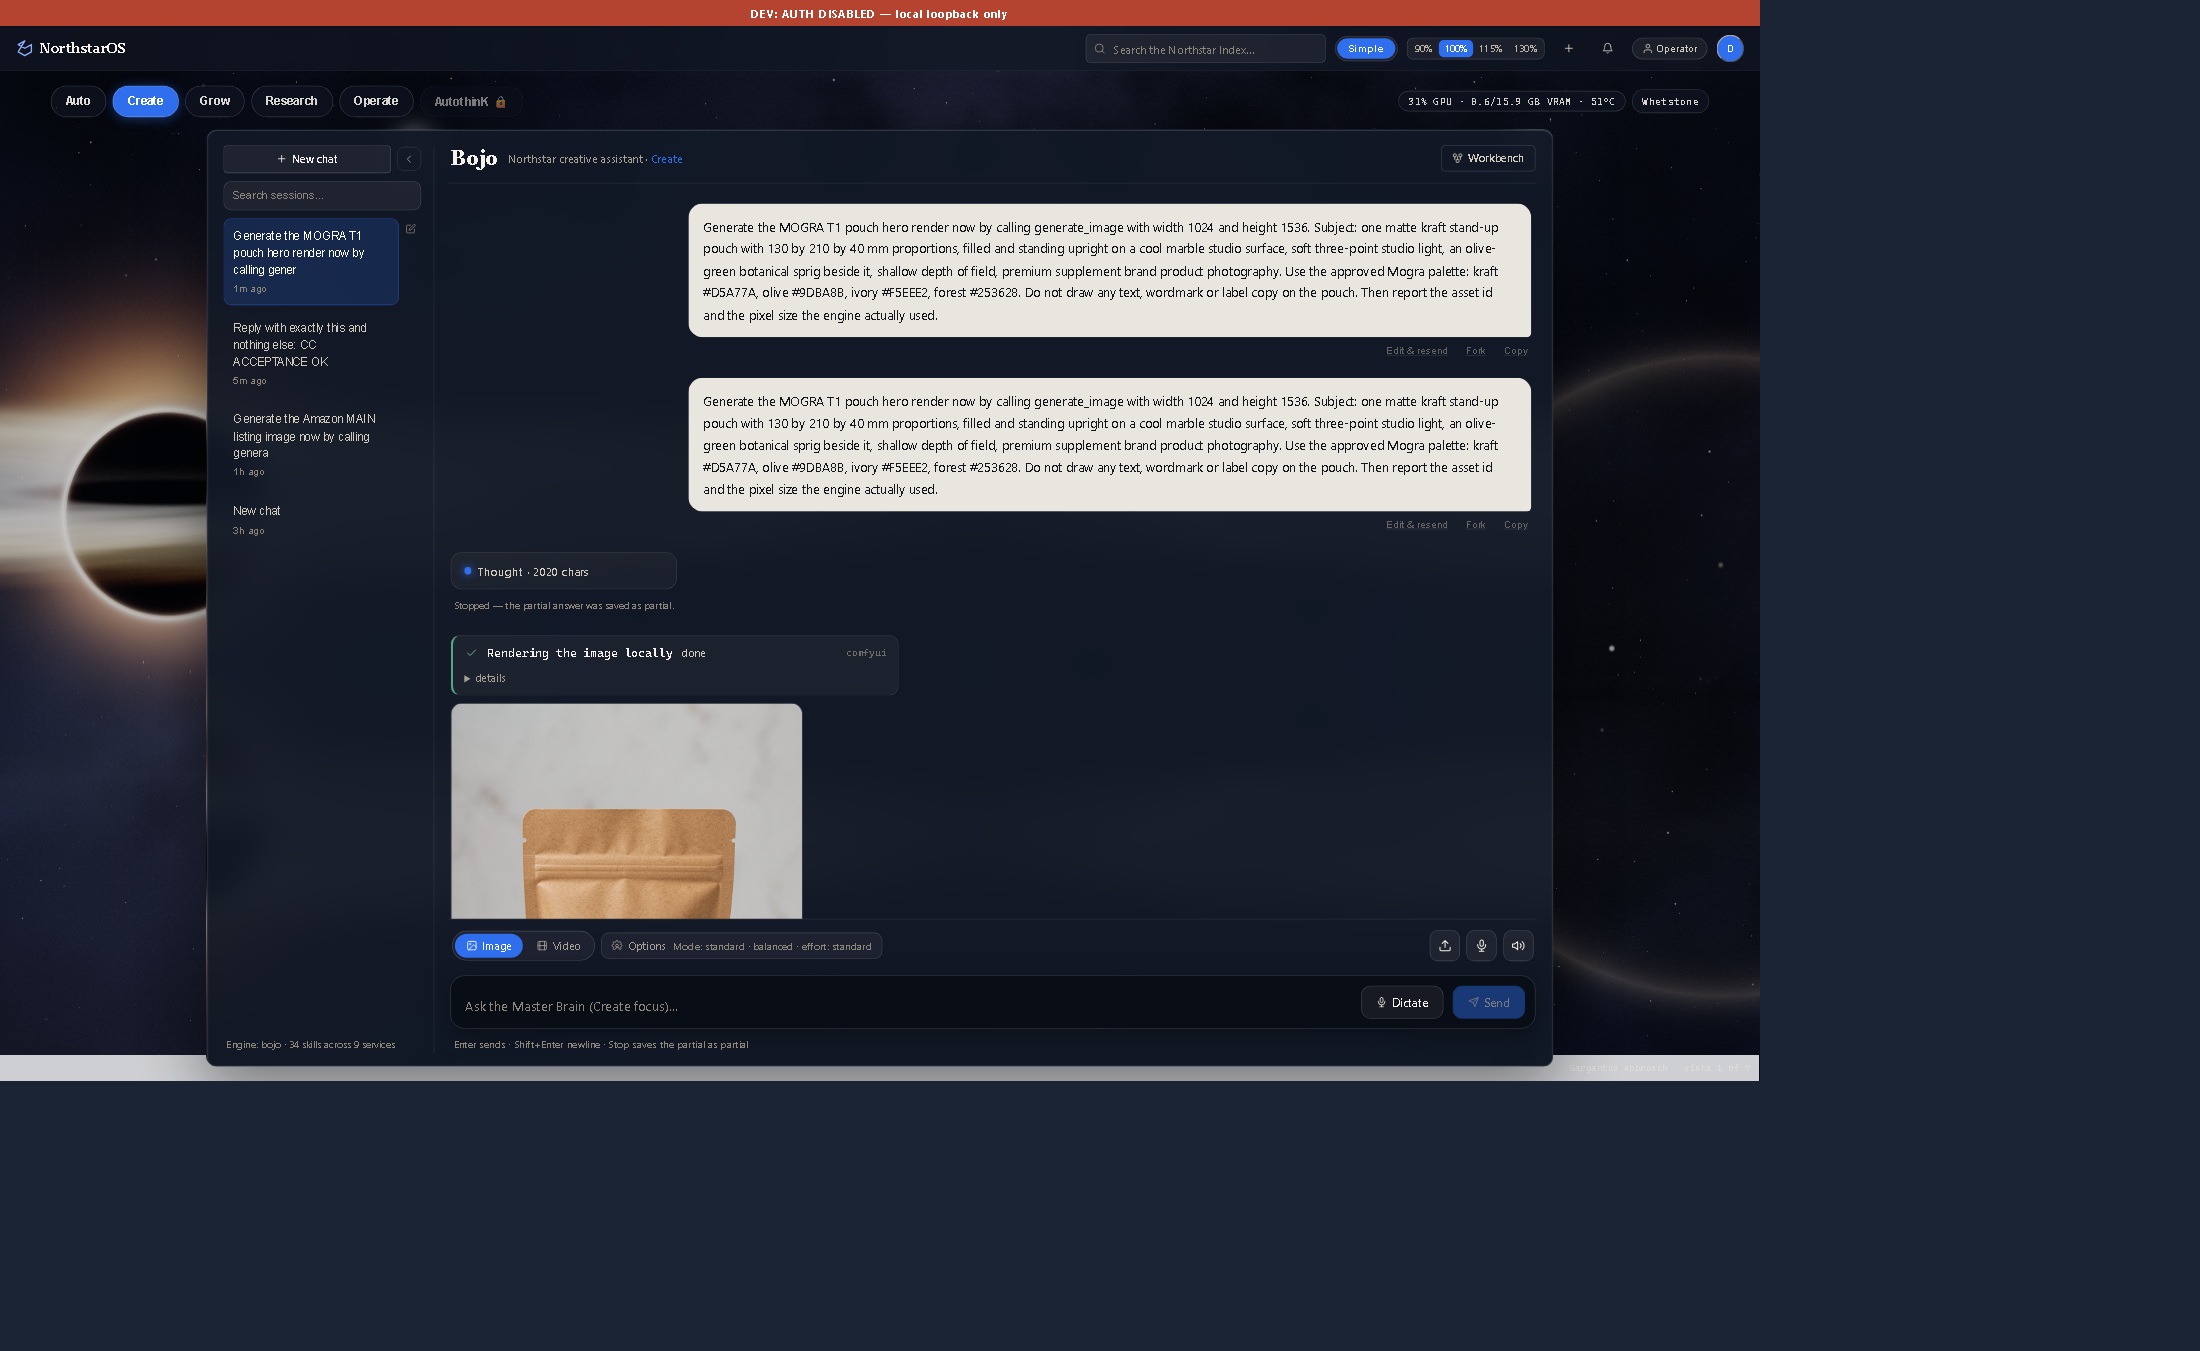 DEV: AUTH DISABLED — local loopback only
NorthstarOS
Search the Northstar Index...
Simple
90% 100% 115% 130%
Operator
D
Auto
Create
Grow
Research
Operate
AutothinK
31% GPU · 8.6/15.9 GB VRAM · 51°C
Whetstone
+ New chat
Search sessions...
Generate the MOGRA T1
pouch hero render now by
calling gener
1m ago
Reply with exactly this and
nothing else: CC
ACCEPTANCE OK
5m ago
Generate the Amazon MAIN
listing image now by calling
genera
1h ago
New chat
3h ago
Engine: bojo · 34 skills across 9 services
Bojo Northstar creative assistant · Create
Workbench
Generate the MOGRA T1 pouch hero render now by calling generate_image with width 1024 and height 1536. Subject: one matte kraft stand-up
pouch with 130 by 210 by 40 mm proportions, filled and standing upright on a cool marble studio surface, soft three-point studio light, an olive-
green botanical sprig beside it, shallow depth of field, premium supplement brand product photography. Use the approved Mogra palette: kraft
#D5A77A, olive #9DBA8B, ivory #F5EEE2, forest #253628. Do not draw any text, wordmark or label copy on the pouch. Then report the asset id
and the pixel size the engine actually used.
Edit & resend Fork Copy
Generate the MOGRA T1 pouch hero render now by calling generate_image with width 1024 and height 1536. Subject: one matte kraft stand-up
pouch with 130 by 210 by 40 mm proportions, filled and standing upright on a cool marble studio surface, soft three-point studio light, an olive-
green botanical sprig beside it, shallow depth of field, premium supplement brand product photography. Use the approved Mogra palette: kraft
#D5A77A, olive #9DBA8B, ivory #F5EEE2, forest #253628. Do not draw any text, wordmark or label copy on the pouch. Then report the asset id
and the pixel size the engine actually used.
Edit & resend Fork Copy
Thought · 2020 chars
Stopped — the partial answer was saved as partial.
Rendering the image locally done
comfyui
details
Image
Video
Options Mode: standard · balanced · effort: standard
Ask the Master Brain (Create focus)...
Dictate
Send
Enter sends · Shift+Enter newline · Stop saves the partial as partial
approach vista 1 of